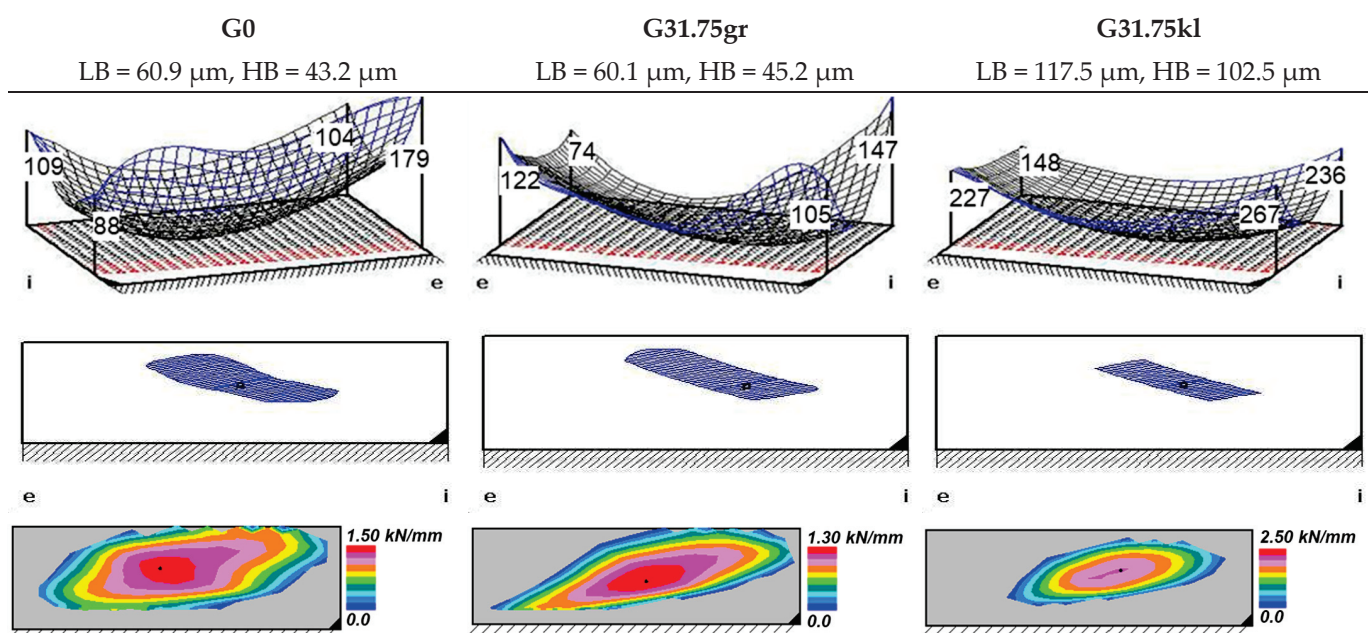 G0 G31.75gr G31.75kl
LB = 60.9 µm, HB = 43.2 µm LB = 60.1 µm, HB = 45.2 µm LB = 117.5 µm, HB = 102.5 µm
109 88 104 179
i e
122 74 105 147
e i
227 148 267 236
e i
a a a
e i e i e i
1.50 kN/mm
0.0
1.30 kN/mm
0.0
2.50 kN/mm
0.0